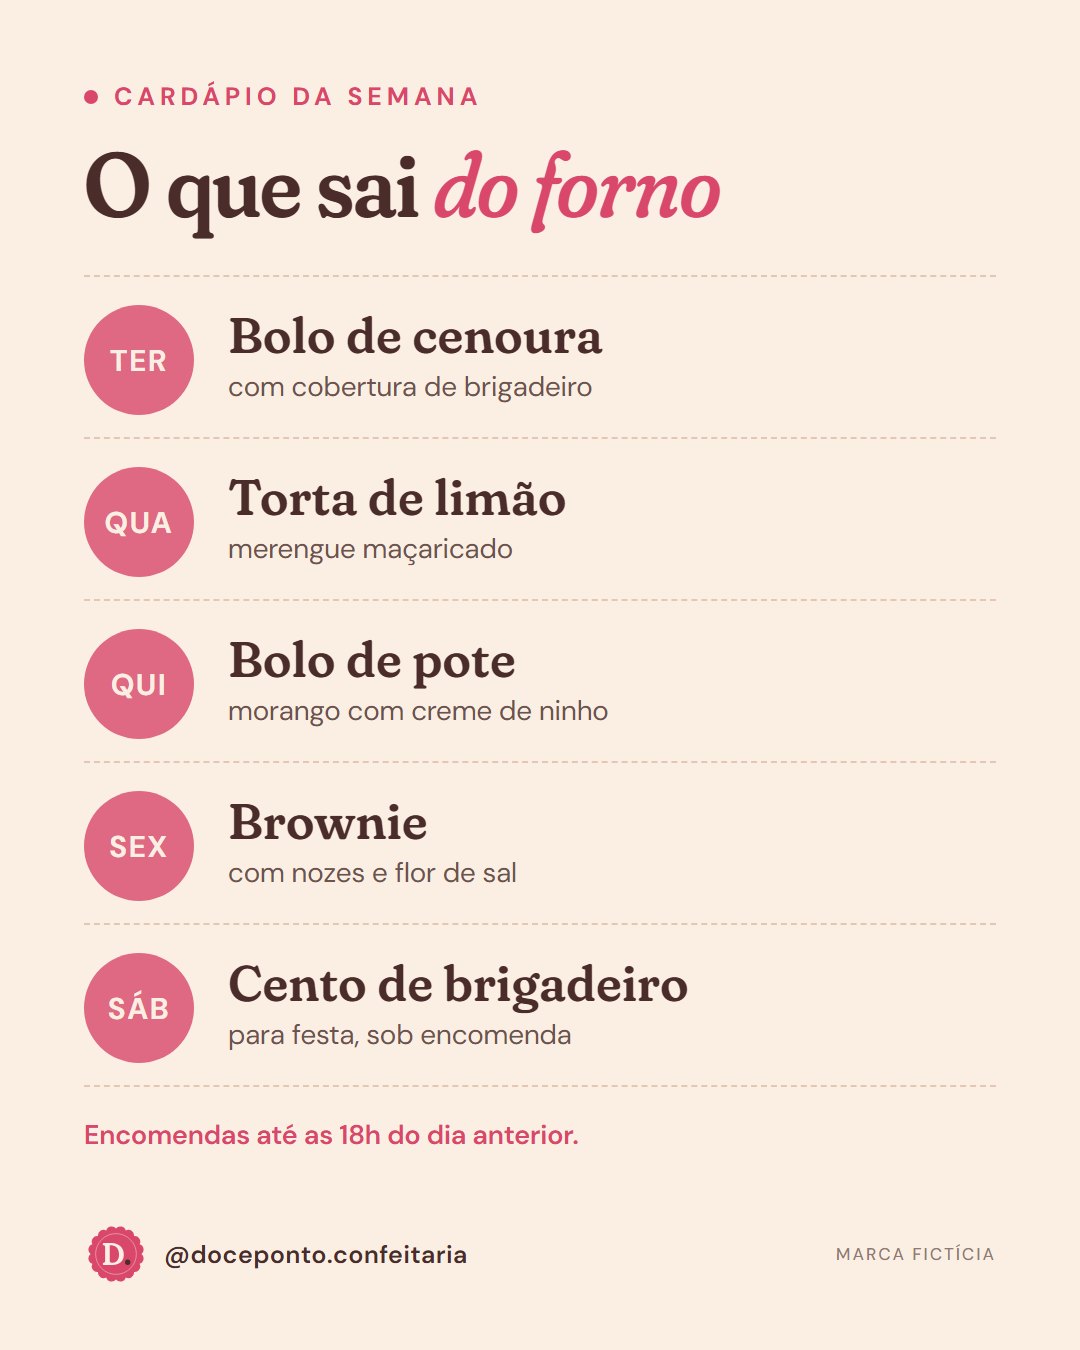 CARDÁPIO DA SEMANA
O que sai do forno
TER
Bolo de cenoura
com cobertura de brigadeiro
QUA
Torta de limão
merengue maçaricado
QUI
Bolo de pote
morango com creme de ninho
SEX
Brownie
com nozes e flor de sal
SÁB
Cento de brigadeiro
para festa, sob encomenda
Encomendas até as 18h do dia anterior.
D.
@doceponto.confeitaria
MARCA FICTÍCIA